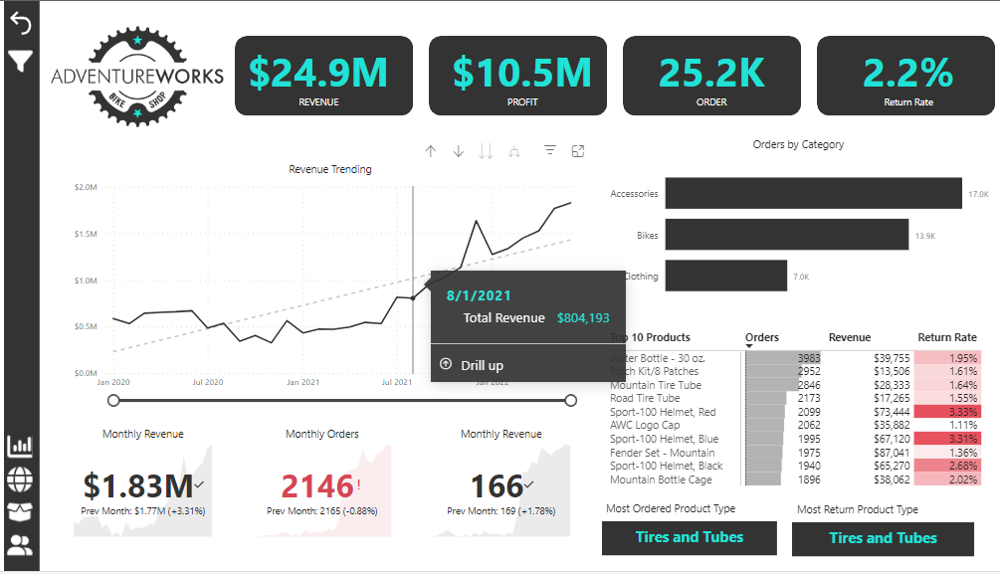 ADVENTUREWORKS
BIKE SHOP
$24.9M
REVENUE
$10.5M
PROFIT
25.2K
ORDER
2.2%
Return Rate
Revenue Trending
$2.0M
$1.5M
$1.0M
$0.5M
$0.0M
Jan 2020 Jul 2020 Jan 2021 Jul 2021 Jan 2022
8/1/2021
Total Revenue $804,193
Drill up
Orders by Category
Accessories 17.0K
Bikes 13.9K
Clothing 7.0K
Top 10 Products Orders Revenue Return Rate
Water Bottle - 30 oz. 3983 $39,755 1.95%
Patch Kit/8 Patches 2952 $13,506 1.61%
Mountain Tire Tube 2846 $28,333 1.64%
Road Tire Tube 2173 $17,265 1.55%
Sport-100 Helmet, Red 2099 $73,444 3.33%
AWC Logo Cap 2062 $35,882 1.11%
Sport-100 Helmet, Blue 1995 $67,120 3.31%
Fender Set - Mountain 1975 $87,041 1.36%
Sport-100 Helmet, Black 1940 $65,270 2.68%
Mountain Bottle Cage 1896 $38,062 2.02%
Monthly Revenue
$1.83M
Prev Month: $1.77M (+3.31%)
Monthly Orders
2146!
Prev Month: 2165 (-0.88%)
Monthly Revenue
166
Prev Month: 169 (+1.78%)
Most Ordered Product Type
Tires and Tubes
Most Return Product Type
Tires and Tubes